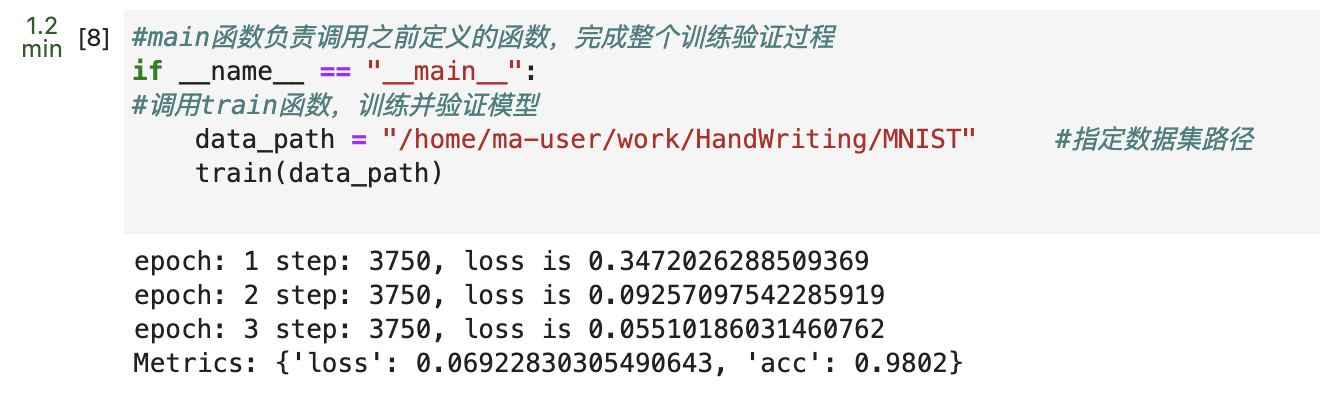 1.2
min
[8]
#main函数负责调用之前定义的函数，完成整个训练验证过程
if __name__ == "__main__":
#调用train函数，训练并验证模型
    data_path = "/home/ma-user/work/HandWriting/MNIST"     #指定数据集路径
    train(data_path)
epoch: 1 step: 3750, loss is 0.3472026288509369
epoch: 2 step: 3750, loss is 0.09257097542285919
epoch: 3 step: 3750, loss is 0.05510186031460762
Metrics: {'loss': 0.06922830305490643, 'acc': 0.9802}